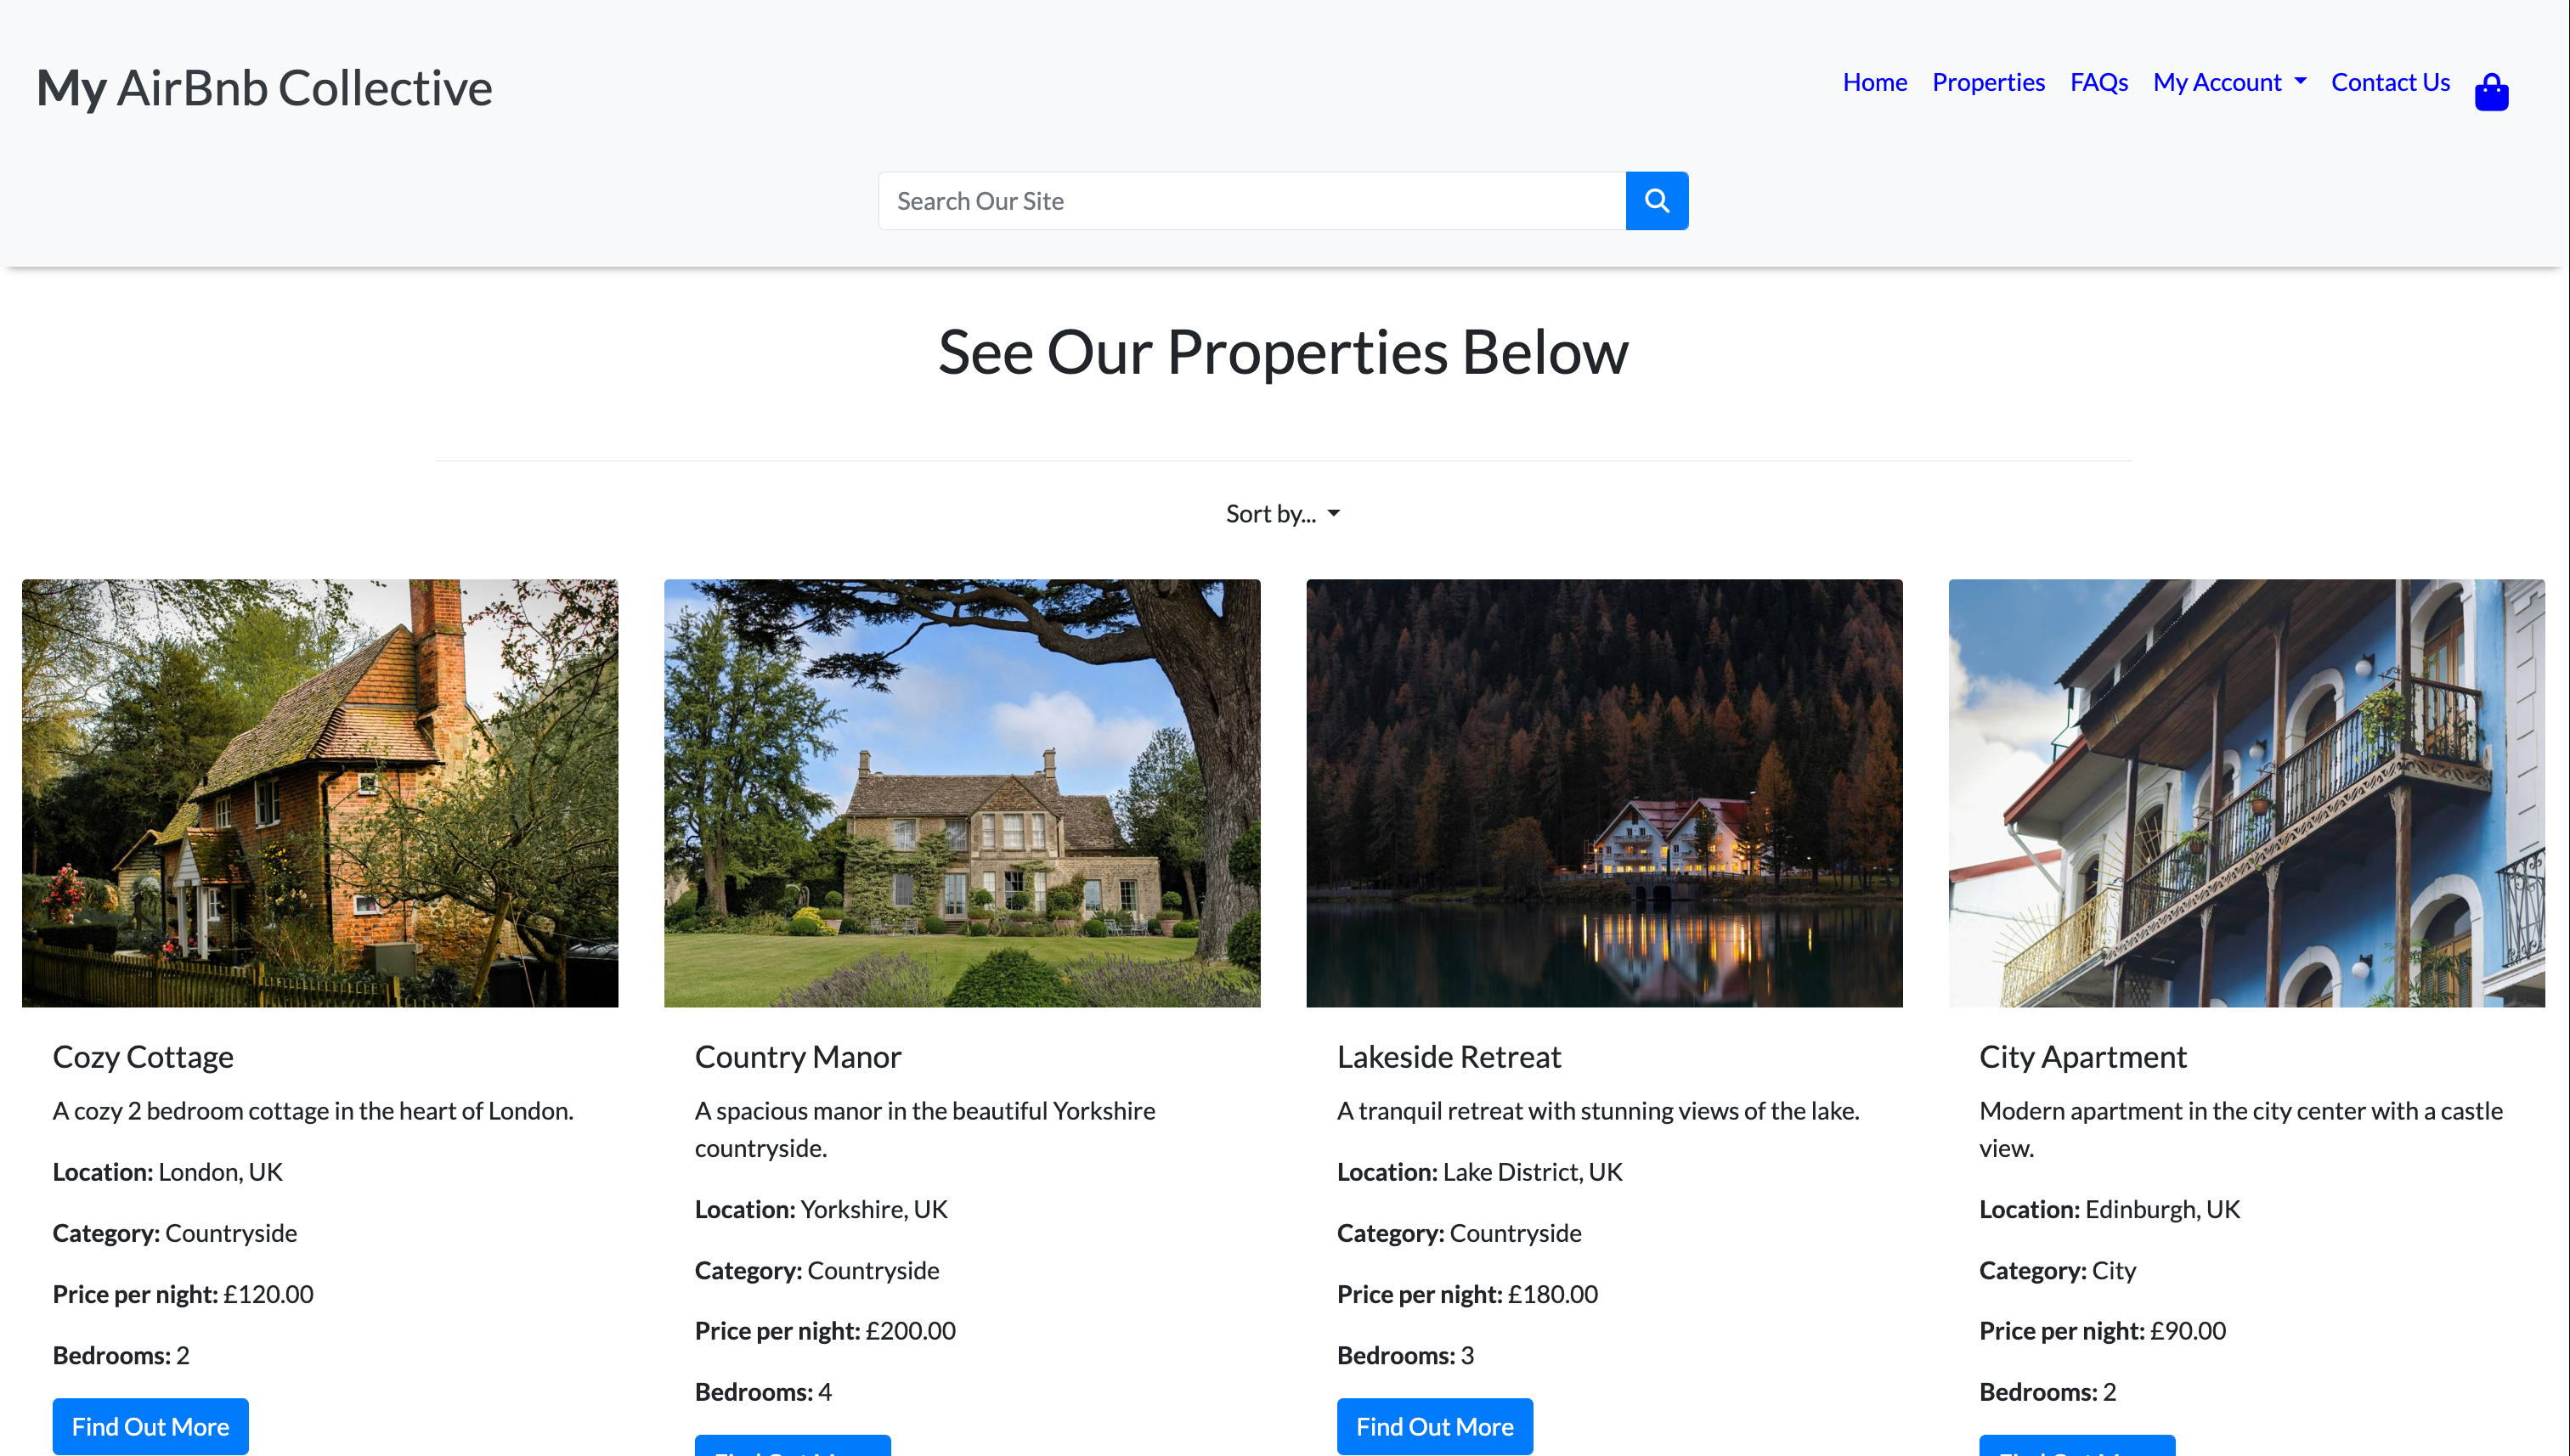 My AirBnb Collective
Home Properties FAQs My Account Contact Us
Search Our Site
See Our Properties Below
Sort by...
Cozy Cottage
A cozy 2 bedroom cottage in the heart of London.
Location: London, UK
Category: Countryside
Price per night: £120.00
Bedrooms: 2
Find Out More
Country Manor
A spacious manor in the beautiful Yorkshire
countryside.
Location: Yorkshire, UK
Category: Countryside
Price per night: £200.00
Bedrooms: 4
Lakeside Retreat
A tranquil retreat with stunning views of the lake.
Location: Lake District, UK
Category: Countryside
Price per night: £180.00
Bedrooms: 3
Find Out More
City Apartment
Modern apartment in the city center with a castle
view.
Location: Edinburgh, UK
Category: City
Price per night: £90.00
Bedrooms: 2